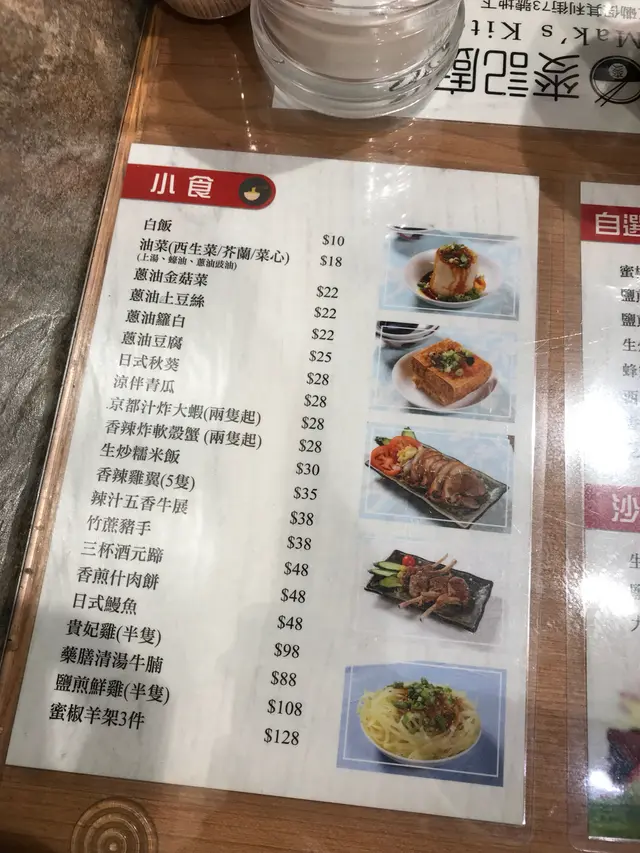 Mak's Kit
小食
白飯 $10
油菜(西生菜/芥蘭/菜心) $18
(上湯、蠔油、蔥油豉油)
蔥油金菇菜 $22
蔥油土豆絲 $22
蔥油籮白 $22
蔥油豆腐 $25
日式秋葵 $28
涼伴青瓜 $28
京都汁炸大蝦(兩隻起) $28
香辣炸軟殼蟹 (兩隻起) $28
生炒糯米飯 $30
香辣雞翼(5隻) $35
辣汁五香牛展 $38
竹蔗豬手 $38
三杯酒元蹄 $48
香煎什肉餅 $48
日式鰻魚 $48
貴妃雞(半隻) $98
藥膳清湯牛腩 $88
鹽煎鮮雞(半隻) $108
蜜椒羊架3件 $128
自選
沙